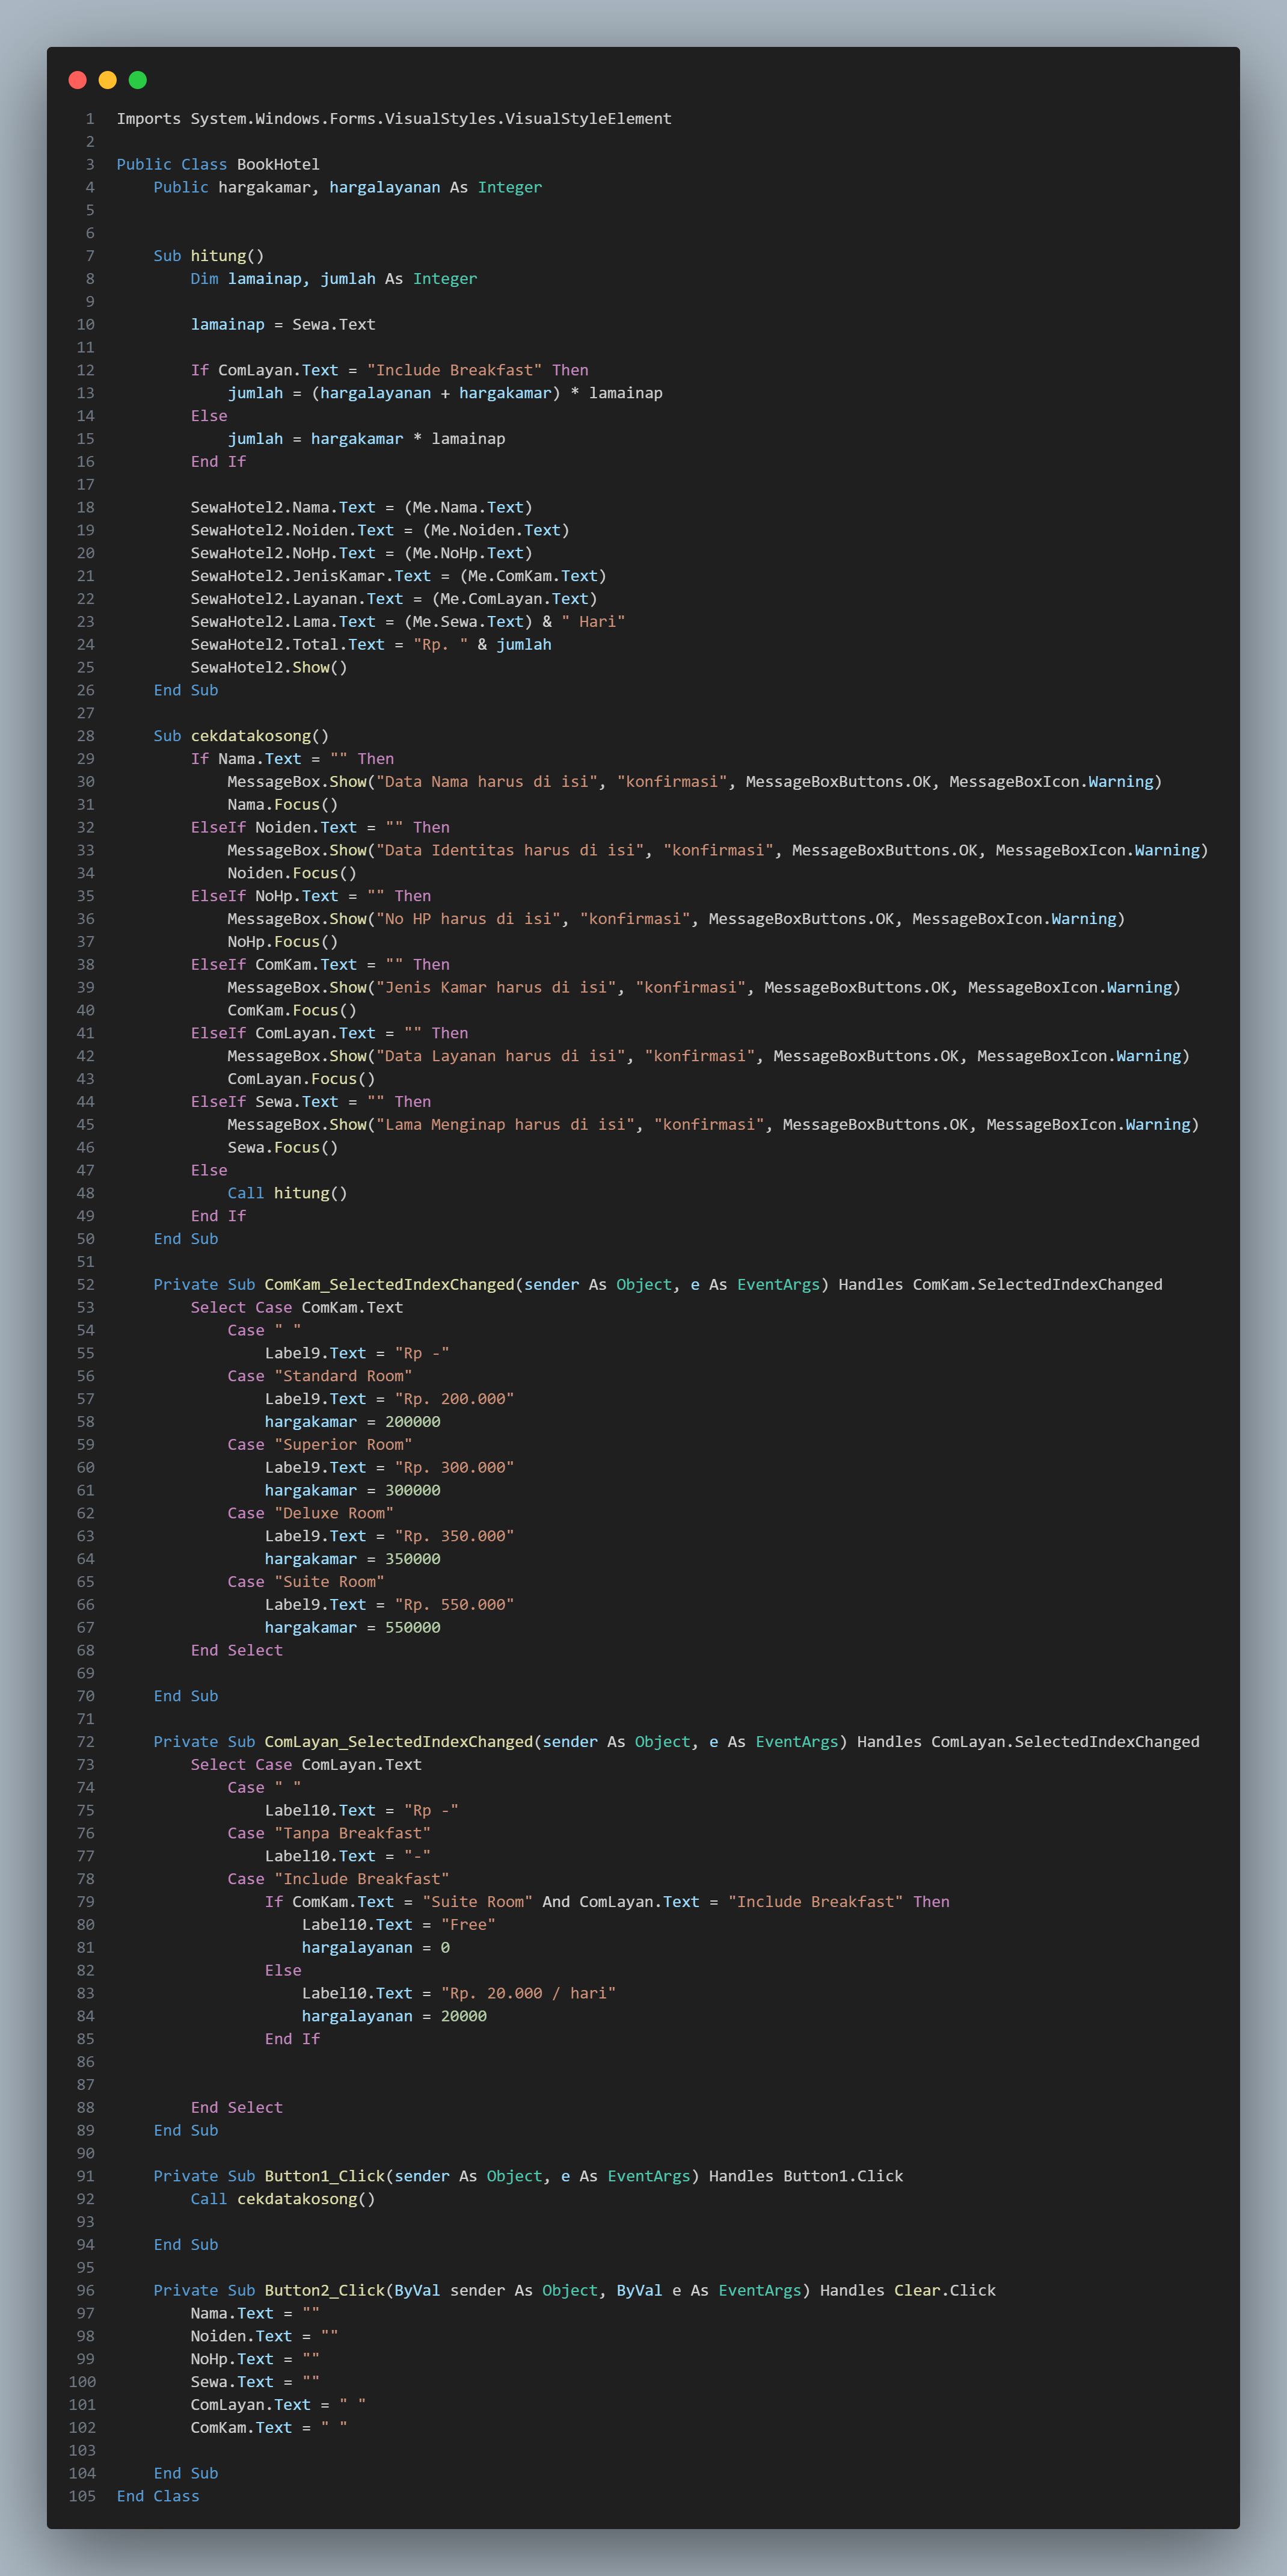 1 Imports System.Windows.Forms.VisualStyles.VisualStyleElement
2
3 Public Class BookHotel
4     Public hargakamar, hargalayanan As Integer
5
6
7     Sub hitung()
8         Dim lamainap, jumlah As Integer
9
10         lamainap = Sewa.Text
11
12         If ComLayan.Text = "Include Breakfast" Then
13             jumlah = (hargalayanan + hargakamar) * lamainap
14         Else
15             jumlah = hargakamar * lamainap
16         End If
17
18         SewaHotel2.Nama.Text = (Me.Nama.Text)
19         SewaHotel2.Noiden.Text = (Me.Noiden.Text)
20         SewaHotel2.NoHp.Text = (Me.NoHp.Text)
21         SewaHotel2.JenisKamar.Text = (Me.ComKam.Text)
22         SewaHotel2.Layanan.Text = (Me.ComLayan.Text)
23         SewaHotel2.Lama.Text = (Me.Sewa.Text) & " Hari"
24         SewaHotel2.Total.Text = "Rp. " & jumlah
25         SewaHotel2.Show()
26     End Sub
27
28     Sub cekdatakosong()
29         If Nama.Text = "" Then
30             MessageBox.Show("Data Nama harus di isi", "konfirmasi", MessageBoxButtons.OK, MessageBoxIcon.Warning)
31             Nama.Focus()
32         ElseIf Noiden.Text = "" Then
33             MessageBox.Show("Data Identitas harus di isi", "konfirmasi", MessageBoxButtons.OK, MessageBoxIcon.Warning)
34             Noiden.Focus()
35         ElseIf NoHp.Text = "" Then
36             MessageBox.Show("No HP harus di isi", "konfirmasi", MessageBoxButtons.OK, MessageBoxIcon.Warning)
37             NoHp.Focus()
38         ElseIf ComKam.Text = "" Then
39             MessageBox.Show("Jenis Kamar harus di isi", "konfirmasi", MessageBoxButtons.OK, MessageBoxIcon.Warning)
40             ComKam.Focus()
41         ElseIf ComLayan.Text = "" Then
42             MessageBox.Show("Data Layanan harus di isi", "konfirmasi", MessageBoxButtons.OK, MessageBoxIcon.Warning)
43             ComLayan.Focus()
44         ElseIf Sewa.Text = "" Then
45             MessageBox.Show("Lama Menginap harus di isi", "konfirmasi", MessageBoxButtons.OK, MessageBoxIcon.Warning)
46             Sewa.Focus()
47         Else
48             Call hitung()
49         End If
50     End Sub
51
52     Private Sub ComKam_SelectedIndexChanged(sender As Object, e As EventArgs) Handles ComKam.SelectedIndexChanged
53         Select Case ComKam.Text
54             Case " "
55                 Label9.Text = "Rp -"
56             Case "Standard Room"
57                 Label9.Text = "Rp. 200.000"
58                 hargakamar = 200000
59             Case "Superior Room"
60                 Label9.Text = "Rp. 300.000"
61                 hargakamar = 300000
62             Case "Deluxe Room"
63                 Label9.Text = "Rp. 350.000"
64                 hargakamar = 350000
65             Case "Suite Room"
66                 Label9.Text = "Rp. 550.000"
67                 hargakamar = 550000
68         End Select
69
70     End Sub
71
72     Private Sub ComLayan_SelectedIndexChanged(sender As Object, e As EventArgs) Handles ComLayan.SelectedIndexChanged
73         Select Case ComLayan.Text
74             Case " "
75                 Label10.Text = "Rp -"
76             Case "Tanpa Breakfast"
77                 Label10.Text = "-"
78             Case "Include Breakfast"
79                 If ComKam.Text = "Suite Room" And ComLayan.Text = "Include Breakfast" Then
80                     Label10.Text = "Free"
81                     hargalayanan = 0
82                 Else
83                     Label10.Text = "Rp. 20.000 / hari"
84                     hargalayanan = 20000
85                 End If
86
87
88         End Select
89     End Sub
90
91     Private Sub Button1_Click(sender As Object, e As EventArgs) Handles Button1.Click
92         Call cekdatakosong()
93
94     End Sub
95
96     Private Sub Button2_Click(ByVal sender As Object, ByVal e As EventArgs) Handles Clear.Click
97         Nama.Text = ""
98         Noiden.Text = ""
99         NoHp.Text = ""
100         Sewa.Text = ""
101         ComLayan.Text = " "
102         ComKam.Text = " "
103
104     End Sub
105 End Class